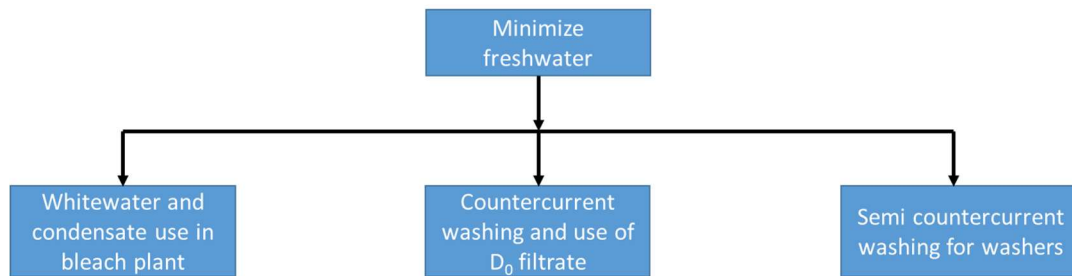 Minimize
freshwater
Whitewater and
condensate use in
bleach plant
Countercurrent
washing and use of
D₀ filtrate
Semi countercurrent
washing for washers